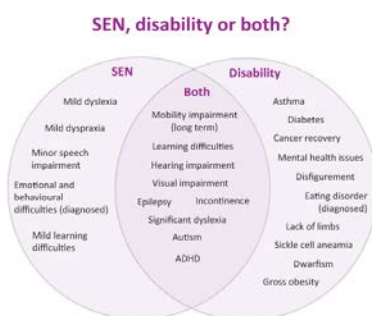 SEN, disability or both?
SEN
Mild dyslexia
Mild dyspraxia
Minor speech
impairment
Emotional and
behavioural
difficulties (diagnosed)
Mild learning
difficulties
Both
Mobility impairment
(long term)
Learning difficulties
Hearing impairment
Visual impairment
Epilepsy
Incontinence
Significant dyslexia
Autism
ADHD
Disability
Asthma
Diabetes
Cancer recovery
Mental health issues
Disfigurement
Eating disorder
(diagnosed)
Lack of limbs
Sickle cell aneamia
Dwarfism
Gross obesity